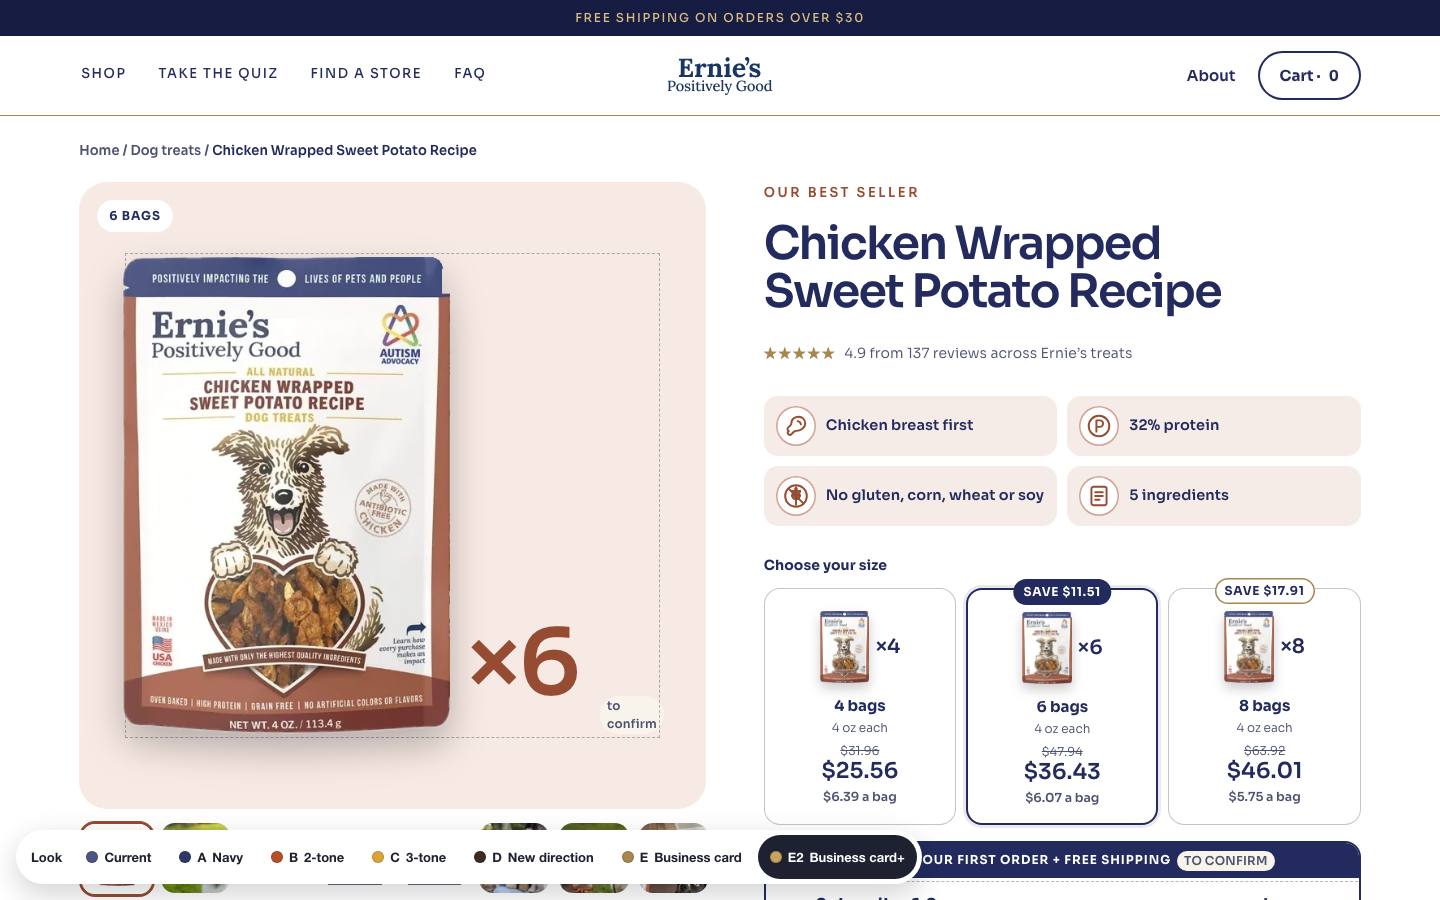 FREE SHIPPING ON ORDERS OVER $30
SHOP TAKE THE QUIZ FIND A STORE FAQ
Ernie's
Positively Good
About Cart · 0
Home / Dog treats / Chicken Wrapped Sweet Potato Recipe
6 BAGS
POSITIVELY IMPACTING THE LIVES OF PETS AND PEOPLE
Ernie's
Positively Good
AUTISM
ADVOCACY
ALL NATURAL
CHICKEN WRAPPED
SWEET POTATO RECIPE
DOG TREATS
MADE WITH
ANTIBIOTIC
FREE
CHICKEN
MADE IN
MEXICO
USING
USA
CHICKEN
Learn how
every purchase
makes an
impact
MADE WITH ONLY THE HIGHEST QUALITY INGREDIENTS
OVEN BAKED | HIGH PROTEIN | GRAIN FREE | NO ARTIFICIAL COLORS OR FLAVORS
NET WT. 4 OZ. / 113.4 g
×6
to
confirm
OUR BEST SELLER
Chicken Wrapped
Sweet Potato Recipe
★★★★★ 4.9 from 137 reviews across Ernie's treats
Chicken breast first
P 32% protein
No gluten, corn, wheat or soy
5 ingredients
Choose your size
×4
4 bags
4 oz each
$31.96
$25.56
$6.39 a bag
SAVE $11.51
×6
6 bags
4 oz each
$47.94
$36.43
$6.07 a bag
SAVE $17.91
×8
8 bags
4 oz each
$63.92
$46.01
$5.75 a bag
Look Current A Navy B 2-tone C 3-tone D New direction E Business card E2 Business card+
OUR FIRST ORDER + FREE SHIPPING TO CONFIRM